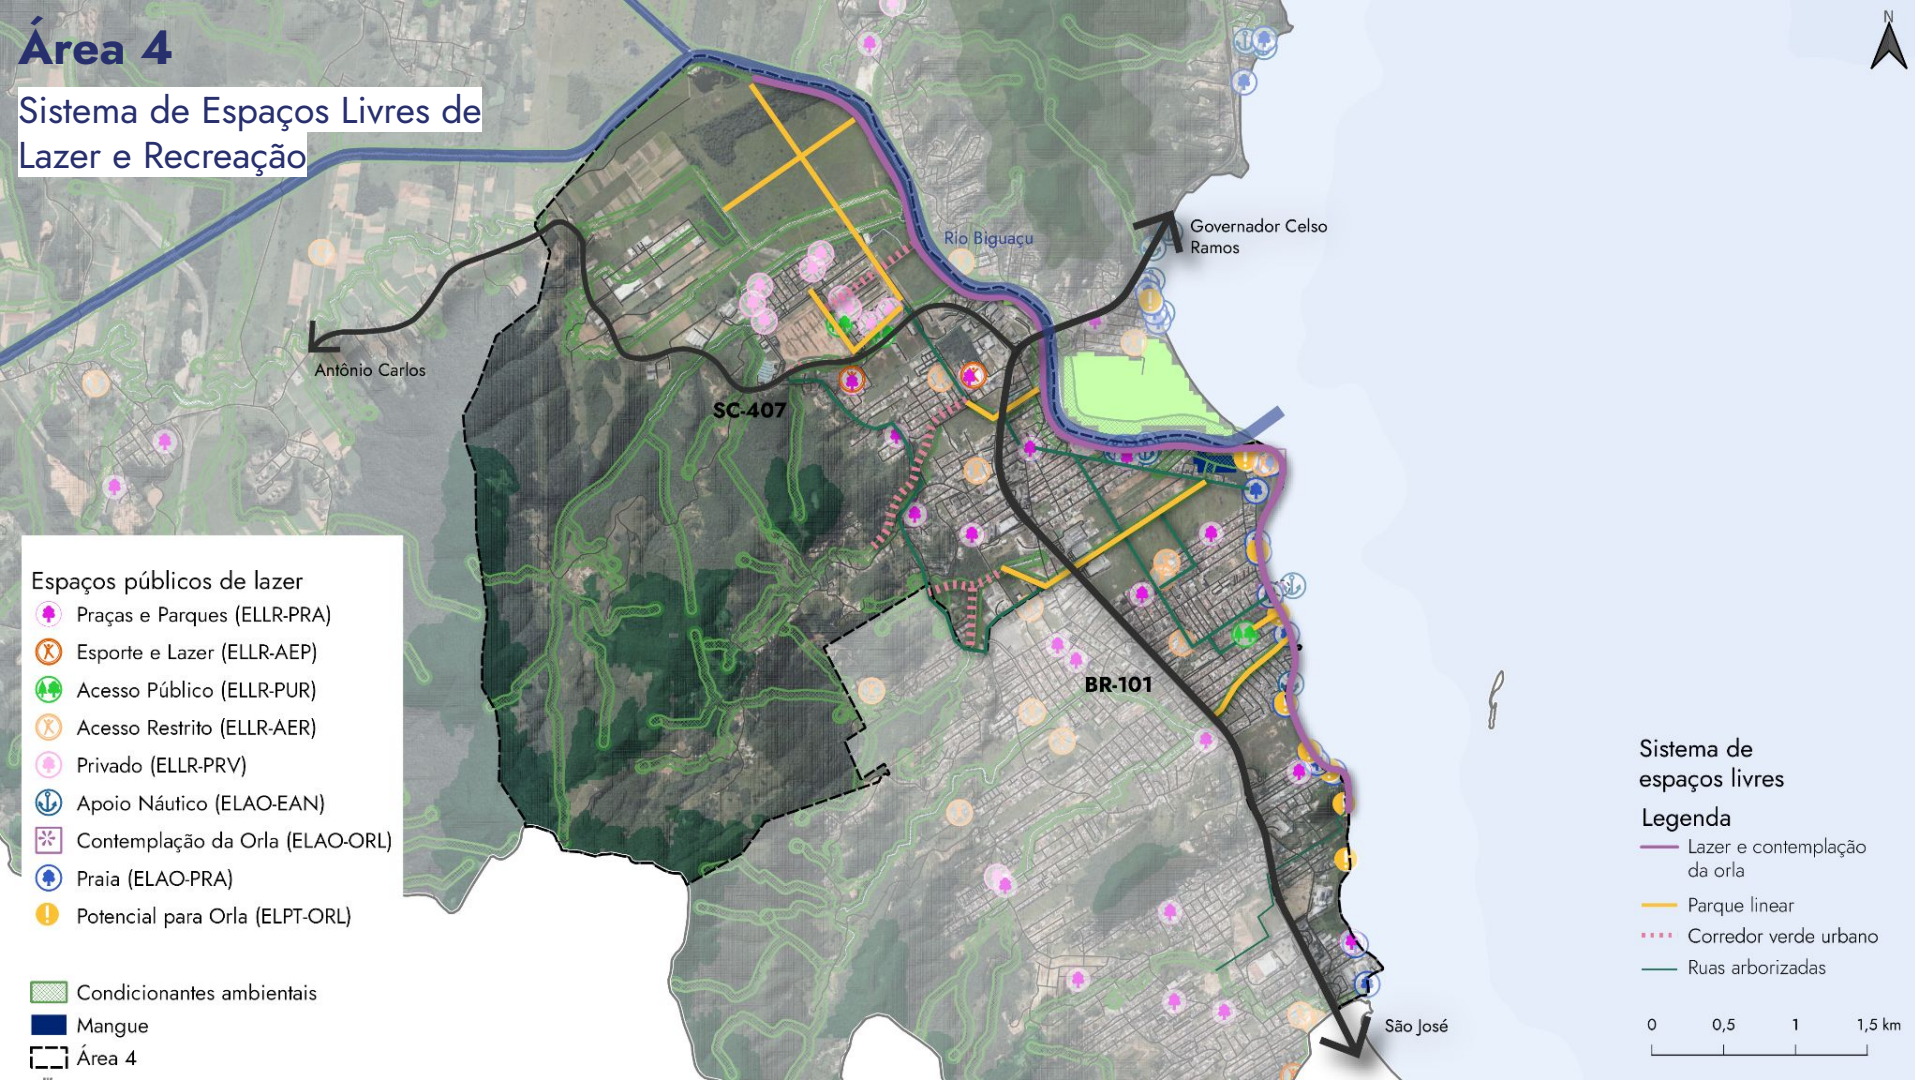 Área 4
Sistema de Espaços Livres de
Lazer e Recreação
N
Governador Celso
Ramos
Rio Biguaçu
Antônio Carlos
SC-407
BR-101
São José
Espaços públicos de lazer
Praças e Parques (ELLR-PRA)
Esporte e Lazer (ELLR-AEP)
Acesso Público (ELLR-PUR)
Acesso Restrito (ELLR-AER)
Privado (ELLR-PRV)
Apoio Náutico (ELAO-EAN)
Contemplação da Orla (ELAO-ORL)
Praia (ELAO-PRA)
Potencial para Orla (ELPT-ORL)
Condicionantes ambientais
Mangue
Área 4
Sistema de
espaços livres
Legenda
Lazer e contemplação
da orla
Parque linear
Corredor verde urbano
Ruas arborizadas
0 0,5 1 1,5 km